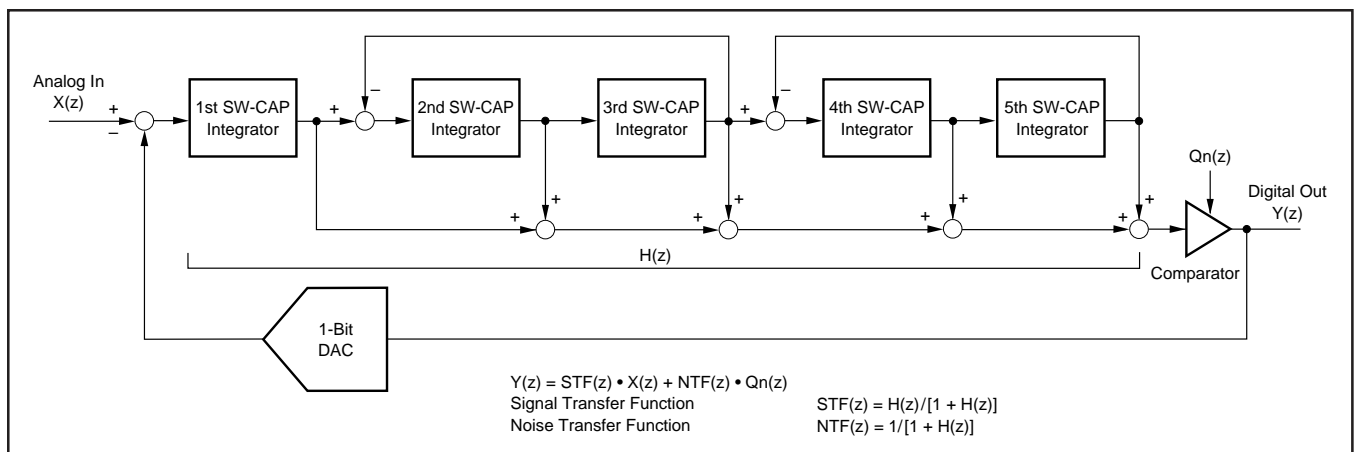 Analog In
X(z)
+
−
1st SW-CAP
Integrator
+
−
2nd SW-CAP
Integrator
3rd SW-CAP
Integrator
+
−
4th SW-CAP
Integrator
5th SW-CAP
Integrator
+
+
+
+
+
+
+
+
Qn(z)
Digital Out
Y(z)
H(z)
Comparator
1-Bit
DAC
Y(z) = STF(z) • X(z) + NTF(z) • Qn(z)
Signal Transfer Function STF(z) = H(z)/[1 + H(z)]
Noise Transfer Function NTF(z) = 1/[1 + H(z)]